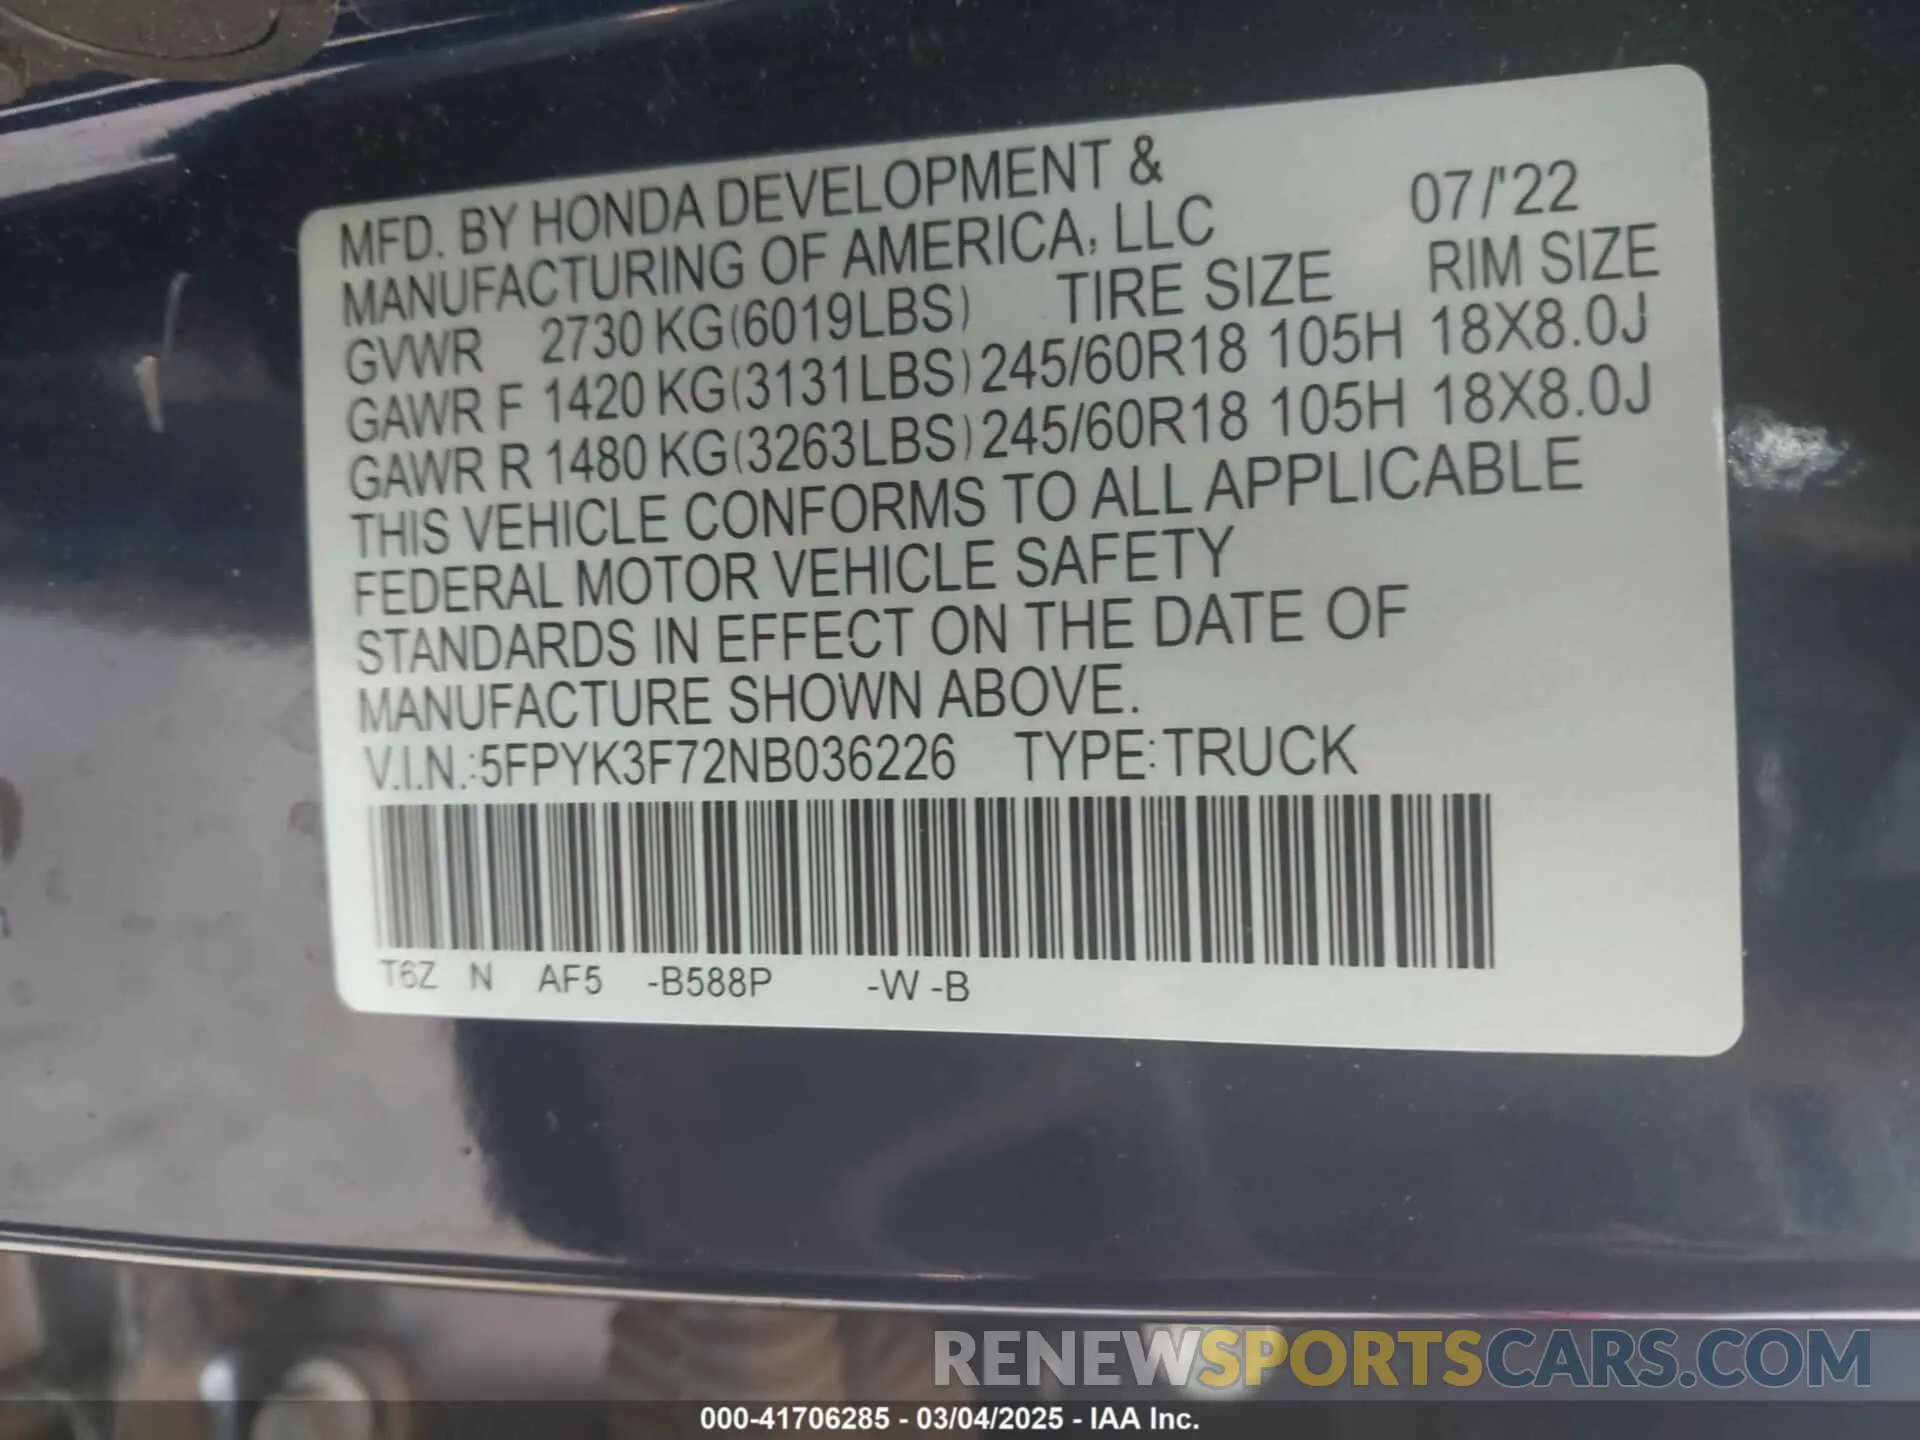 MFD. BY HONDA DEVELOPMENT &
MANUFACTURING OF AMERICA, LLC 07/'22
GVWR 2730 KG(6019LBS) TIRE SIZE RIM SIZE
GAWR F 1420 KG(3131LBS) 245/60R18 105H 18X8.0J
GAWR R 1480 KG(3263LBS) 245/60R18 105H 18X8.0J
THIS VEHICLE CONFORMS TO ALL APPLICABLE
FEDERAL MOTOR VEHICLE SAFETY
STANDARDS IN EFFECT ON THE DATE OF
MANUFACTURE SHOWN ABOVE.
V.I.N.:5FPYK3F72NB036226 TYPE:TRUCK
T6Z N AF5 -B588P -W -B
RENEWSPORTSCARS.COM
000-41706285 - 03/04/2025 - IAA Inc.